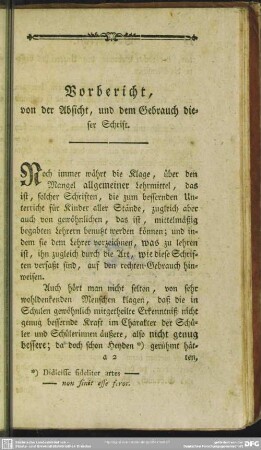 Vorbericht,
von der Absicht, und dem Gebrauch die-
ser Schrift.
Noch immer währt die Klage, über den
Mangel allgemeiner Lehrmittel, das
ist, solcher Schriften, die zum bessernden Un-
terricht für Kinder aller Stände, zugleich aber
auch von gewöhnlichen, das ist, mittelmäßig
begabten Lehrern benutzt werden können; und in-
dem sie dem Lehrer vorzeichnen, was zu lehren
ist, ihn zugleich durch die Art, wie diese Schrif-
ten verfaßt sind, auf den rechten Gebrauch hin-
weisen.
Auch hört man nicht selten, von sehr
wohldenkenden Menschen klagen, daß die in
Schulen gewöhnlich mitgetheilte Erkenntniß nicht
genug bessernde Kraft im Charakter der Schü-
ler und Schülerinnen äußere, also nicht genug
bessere; da doch schon Heyden *) gerühmt hät-
a 2 ten,
*) Didicisse fideliter artes —
— non sinit esse feros.